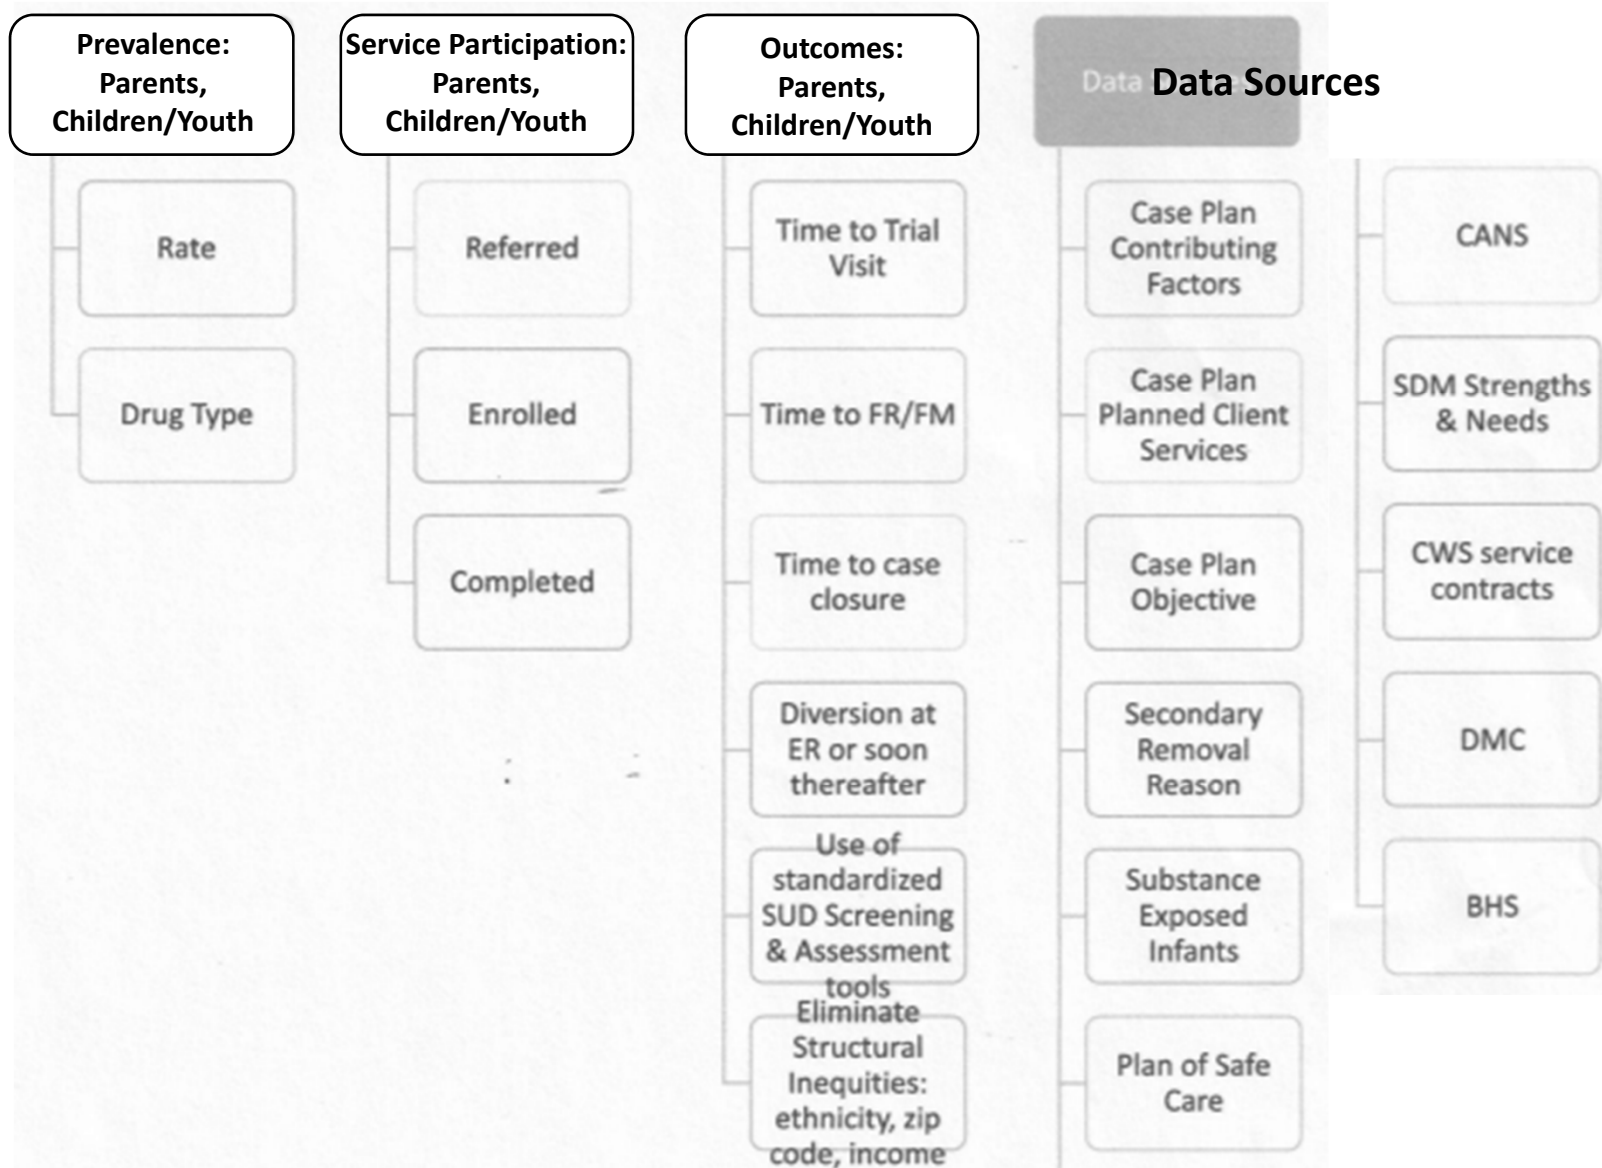 Prevalence:
Parents,
Children/Youth
Rate
Drug Type
Service Participation:
Parents,
Children/Youth
Referred
Enrolled
Completed
Outcomes:
Parents,
Children/Youth
Time to Trial
Visit
Time to FR/FM
Time to case
closure
Diversion at
ER or soon
thereafter
Use of
standardized
SUD Screening
& Assessment
tools
Eliminate
Structural
Inequities:
ethnicity, zip
code, income
Data Sources
Case Plan
Contributing
Factors
Case Plan
Planned Client
Services
Case Plan
Objective
Secondary
Removal
Reason
Substance
Exposed
Infants
Plan of Safe
Care
CANS
SDM Strengths
& Needs
CWS service
contracts
DMC
BHS